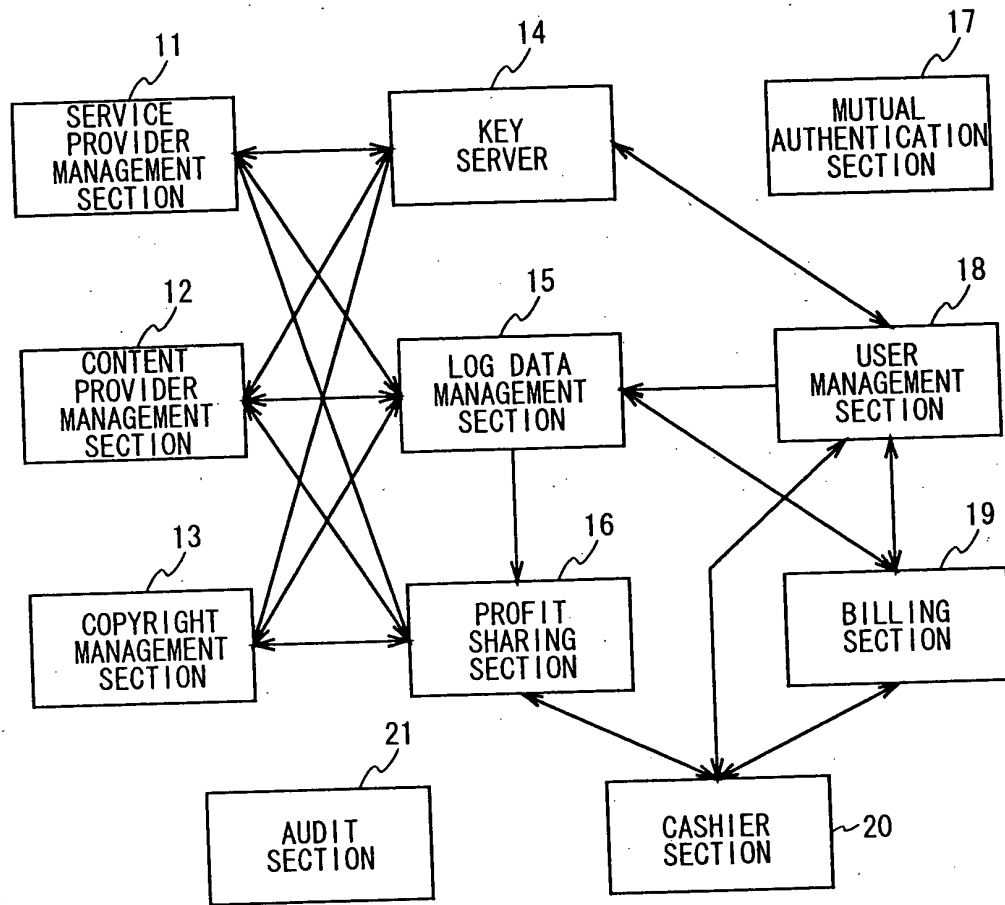 11
SERVICE
PROVIDER
MANAGEMENT
SECTION
14
KEY
SERVER
17
MUTUAL
AUTHENTICATION
SECTION
12
CONTENT
PROVIDER
MANAGEMENT
SECTION
15
LOG DATA
MANAGEMENT
SECTION
18
USER
MANAGEMENT
SECTION
13
COPYRIGHT
MANAGEMENT
SECTION
16
PROFIT
SHARING
SECTION
19
BILLING
SECTION
21
AUDIT
SECTION
CASHIER
SECTION
20